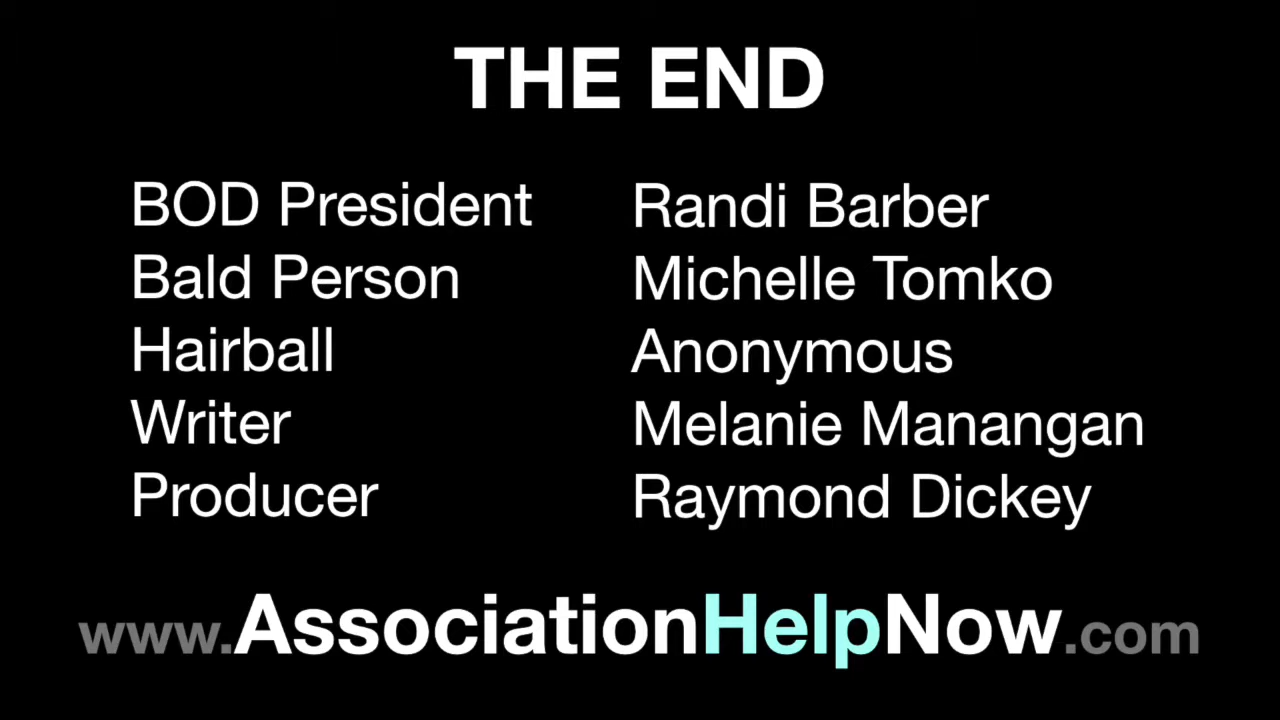 THE END
BOD President Randi Barber
Bald Person Michelle Tomko
Hairball Anonymous
Writer Melanie Manangan
Producer Raymond Dickey
www.AssociationHelpNow.com